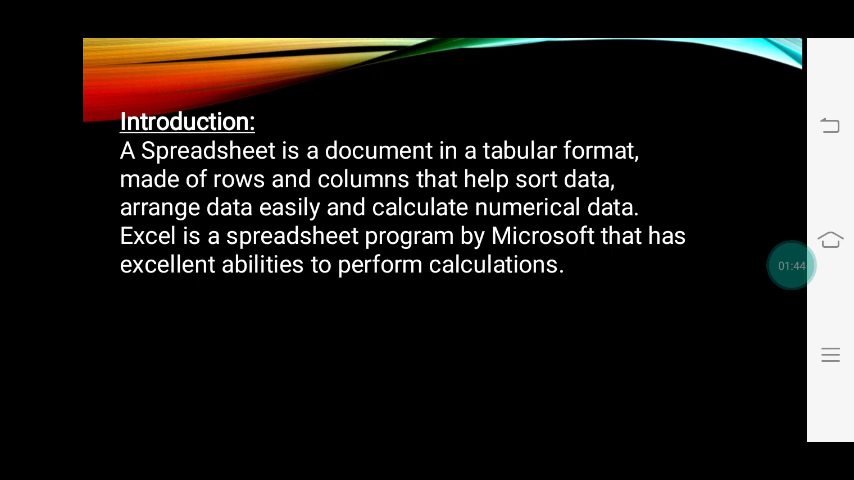 Introduction:
A Spreadsheet is a document in a tabular format,
made of rows and columns that help sort data,
arrange data easily and calculate numerical data.
Excel is a spreadsheet program by Microsoft that has
excellent abilities to perform calculations.
01:44